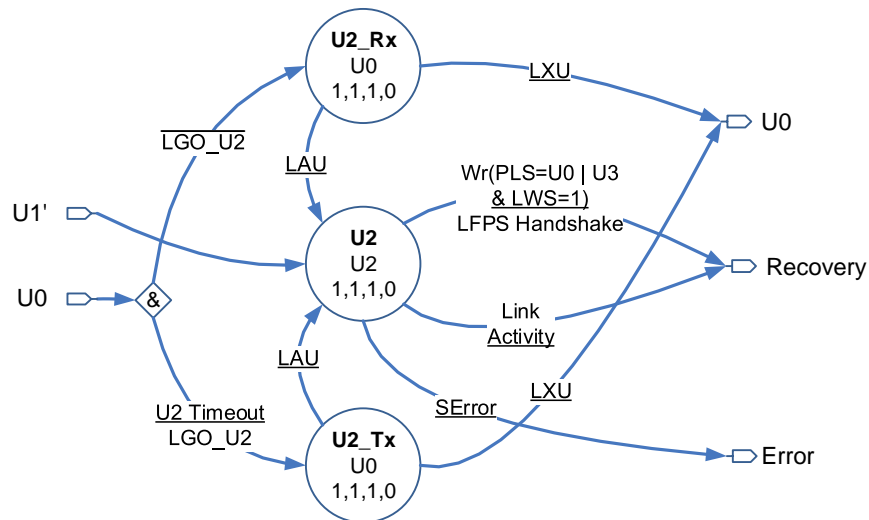 U2_Rx
U0
1,1,1,0
LXU
U0
LGO_U2
LAU
Wr(PLS=U0 | U3
& LWS=1)
LFPS Handshake
U1'
U2
U2
1,1,1,0
Recovery
U0
&
Link
Activity
LAU
LXU
SError
U2 Timeout
LGO_U2
U2_Tx
U0
1,1,1,0
Error